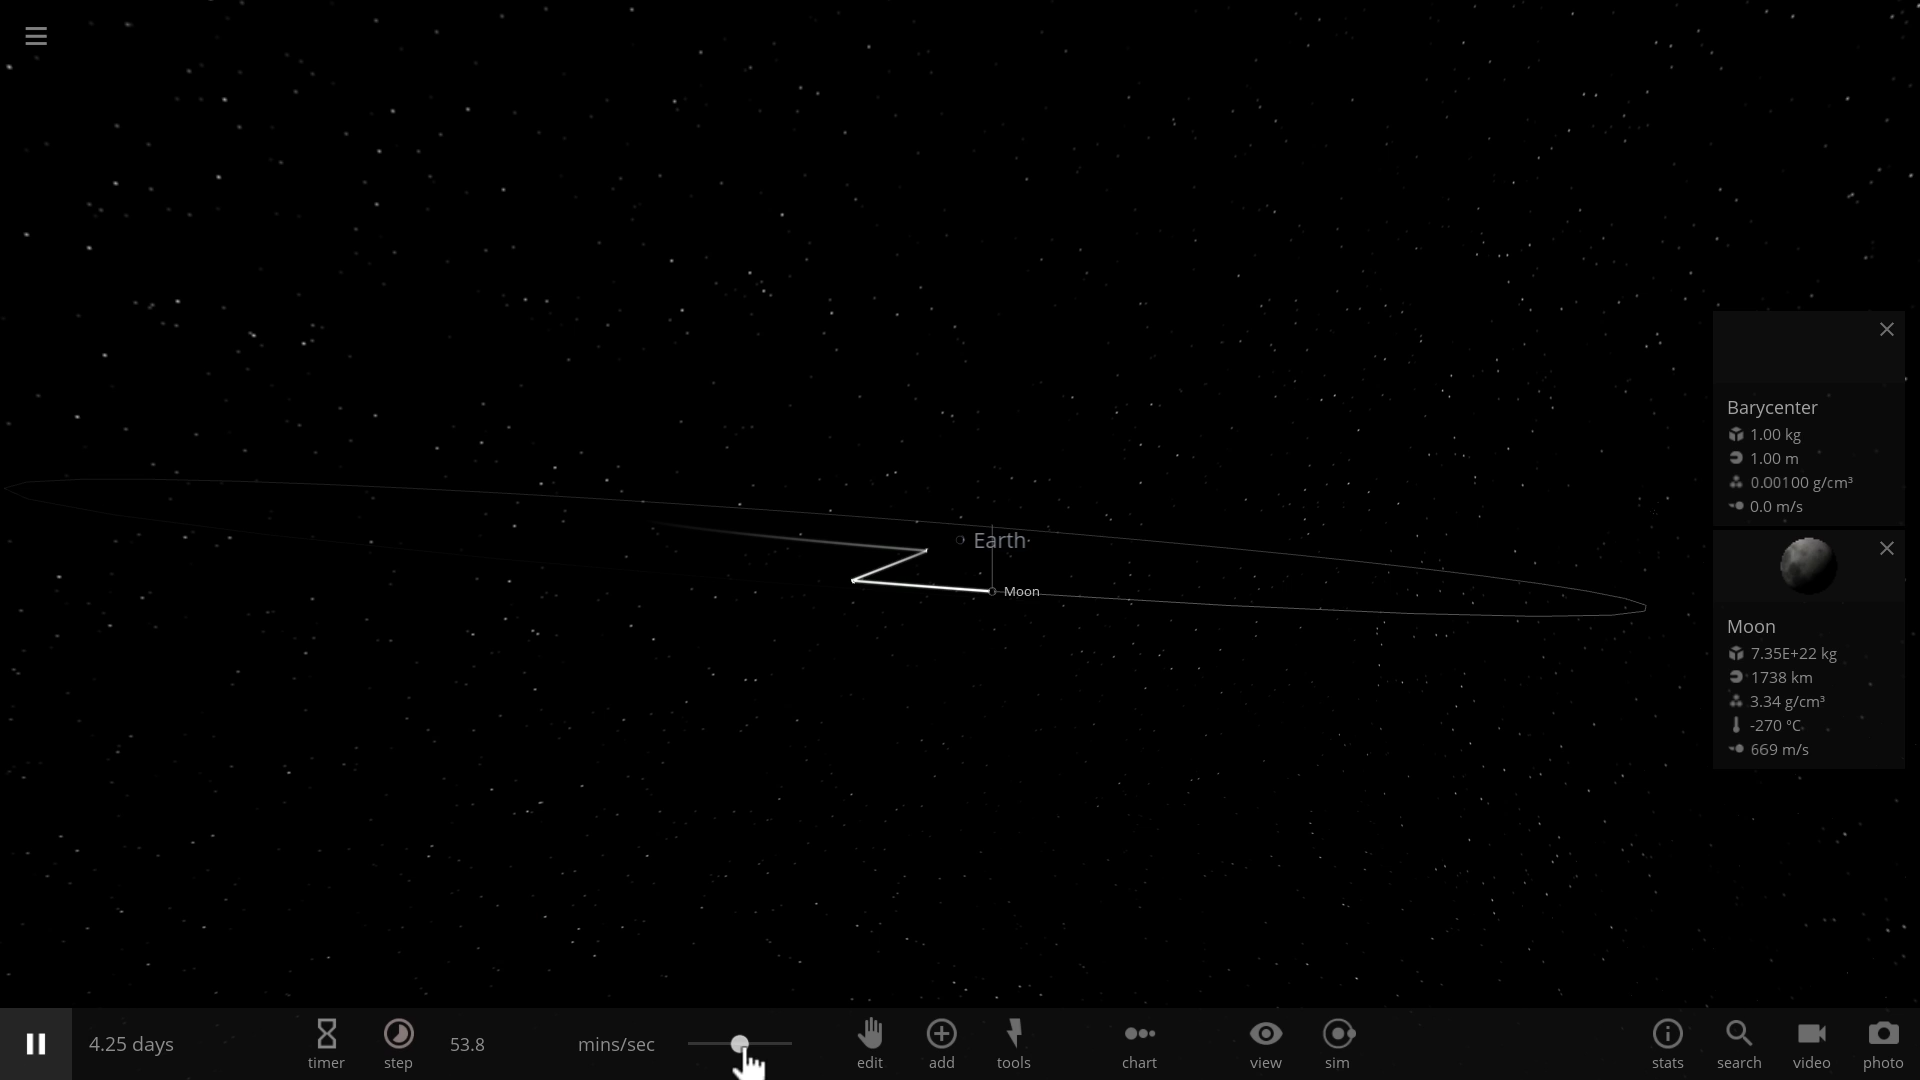 Earth
Moon
Barycenter
1.00 kg
1.00 m
0.00100 g/cm³
0.0 m/s
Moon
7.35E+22 kg
1738 km
3.34 g/cm³
-270 °C
669 m/s
4.25 days
timer
step
53.8
mins/sec
edit
add
tools
chart
view
sim
stats
search
video
photo